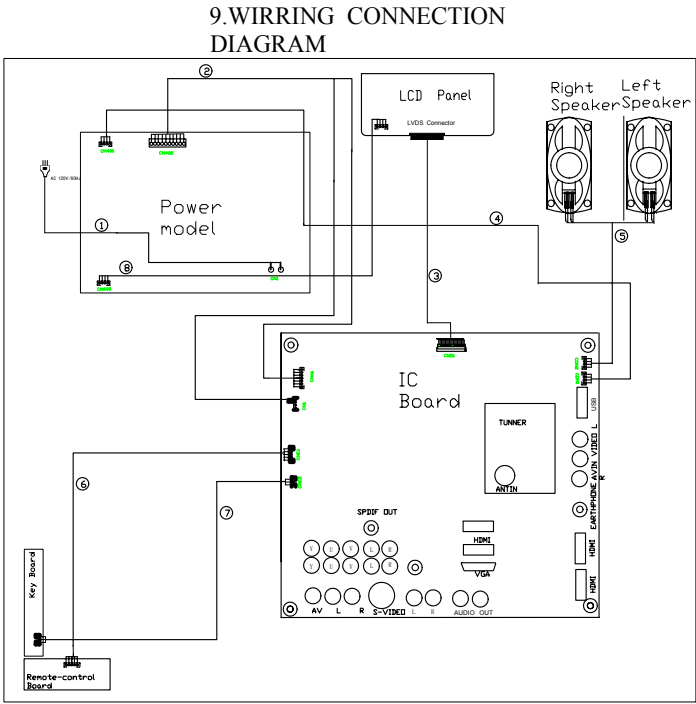 9.WIRRING CONNECTION
DIAGRAM
②
LCD Panel
LVDS Connector
Right
Speaker
Left
Speaker
Power
model
①
④
⑤
⑧
③
IC
Board
USB
TUNNER
ANTIN
AVIN VIDEO L
R
EARTHPHONE
⑥
⑦
SPDIF OUT
Y U V L R
Y U V L R
HDMI
VGA
HDMI
HDMI
AV L R S-VIDEO L R AUDIO OUT
Key Board
Remote-control
Board